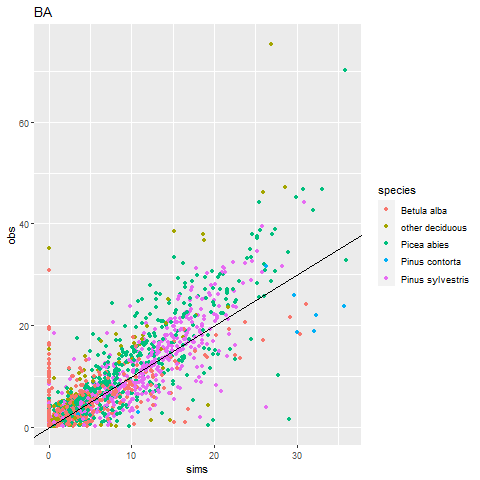 BA
obs
60
40
20
0
0
10
20
30
sims
species
Betula alba
other deciduous
Picea abies
Pinus contorta
Pinus sylvestris